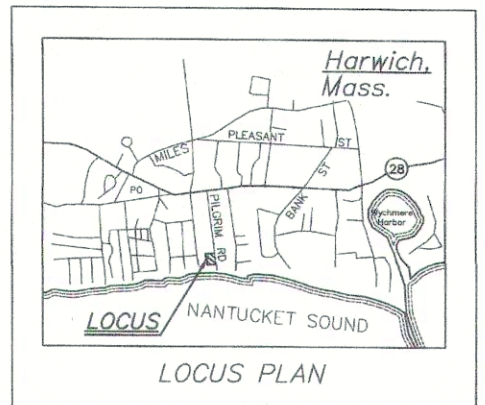 Harwich,
Mass.
PLEASANT ST
MILES
28
PO
PILGRIM RD
BANK ST
Wychmere
Harbor
LOCUS
NANTUCKET SOUND
LOCUS PLAN